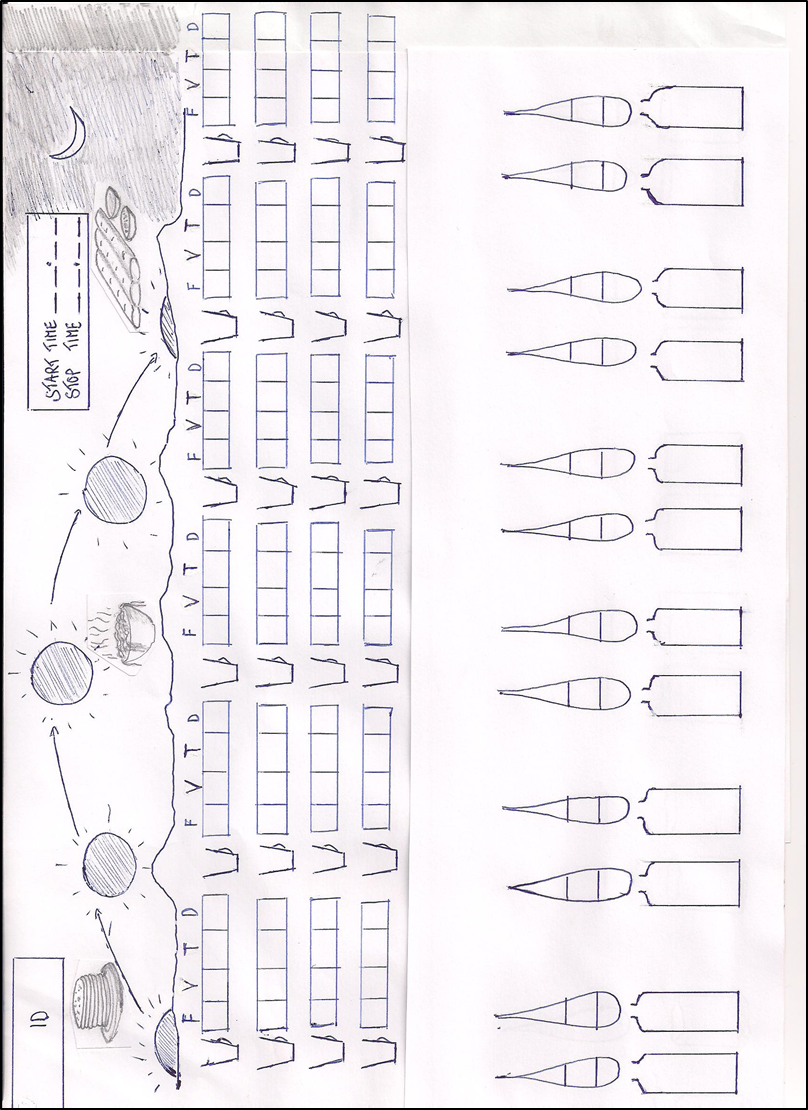 ID
START TIME _ _ . _ _
STOP TIME _ _ . _ _
F V T D F V T D F V T D F V T D F V T D F V T D